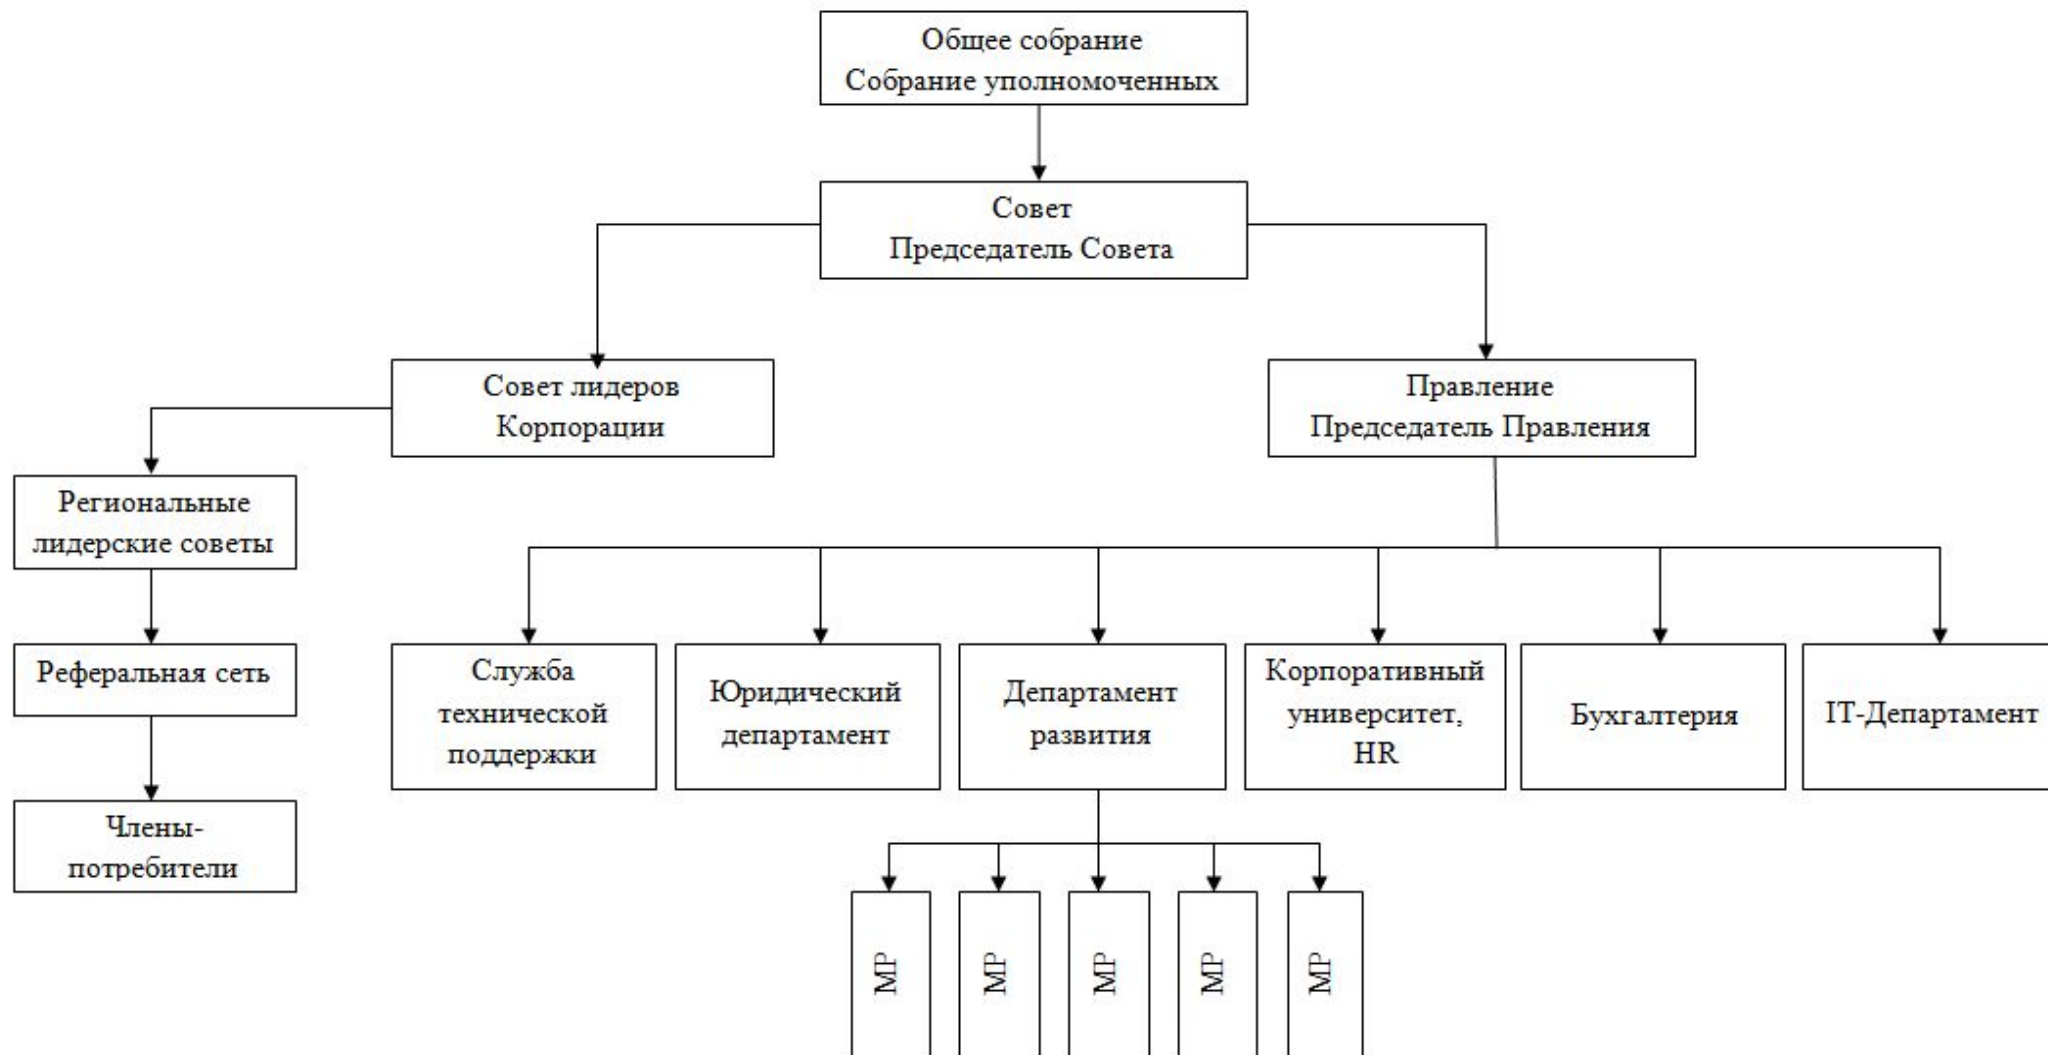 Общее собрание
Собрание уполномоченных
Совет
Председатель Совета
Совет лидеров
Корпорации
Правление
Председатель Правления
Региональные
лидерские советы
Реферальная сеть
Члены-
потребители
Служба
технической
поддержки
Юридический
департамент
Департамент
развития
Корпоративный
университет,
HR
Бухгалтерия
IT-Департамент
МР
МР
МР
МР
МР